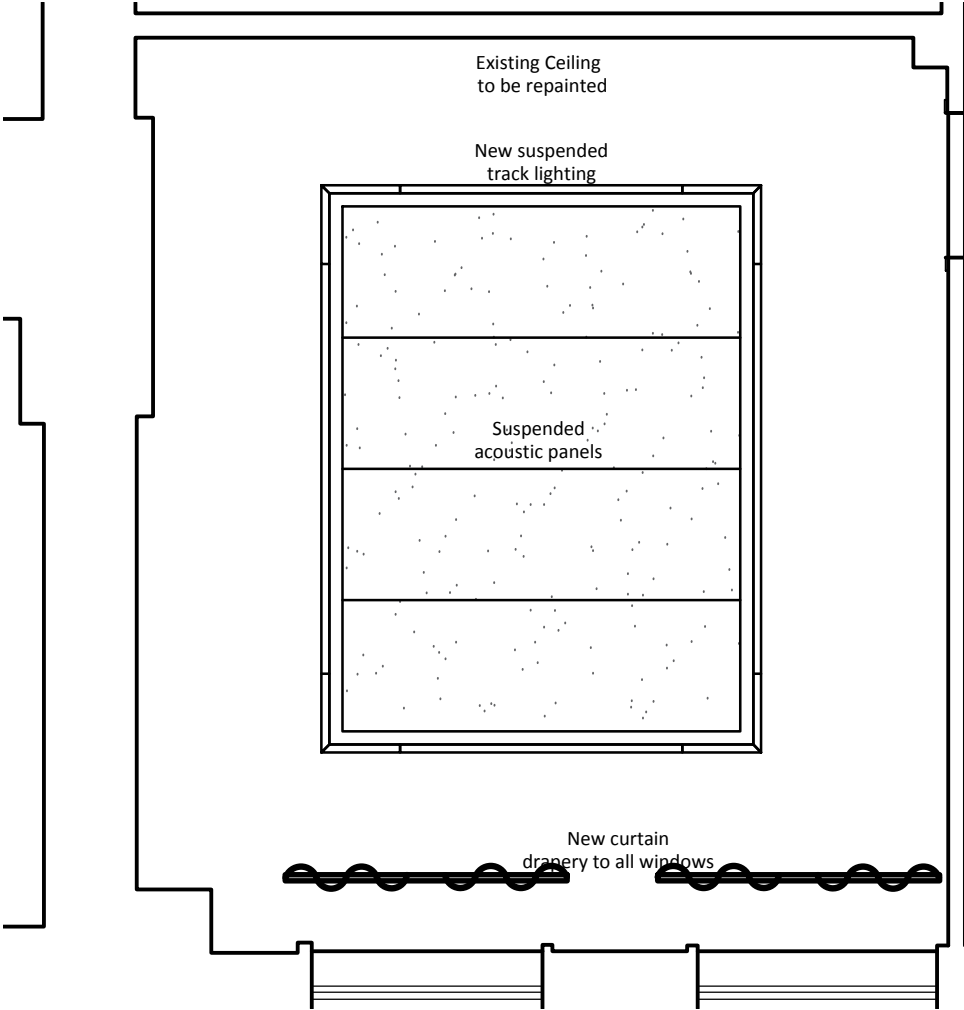 Existing Ceiling
to be repainted
New suspended
track lighting
Suspended
acoustic panels
New curtain
drapery to all windows